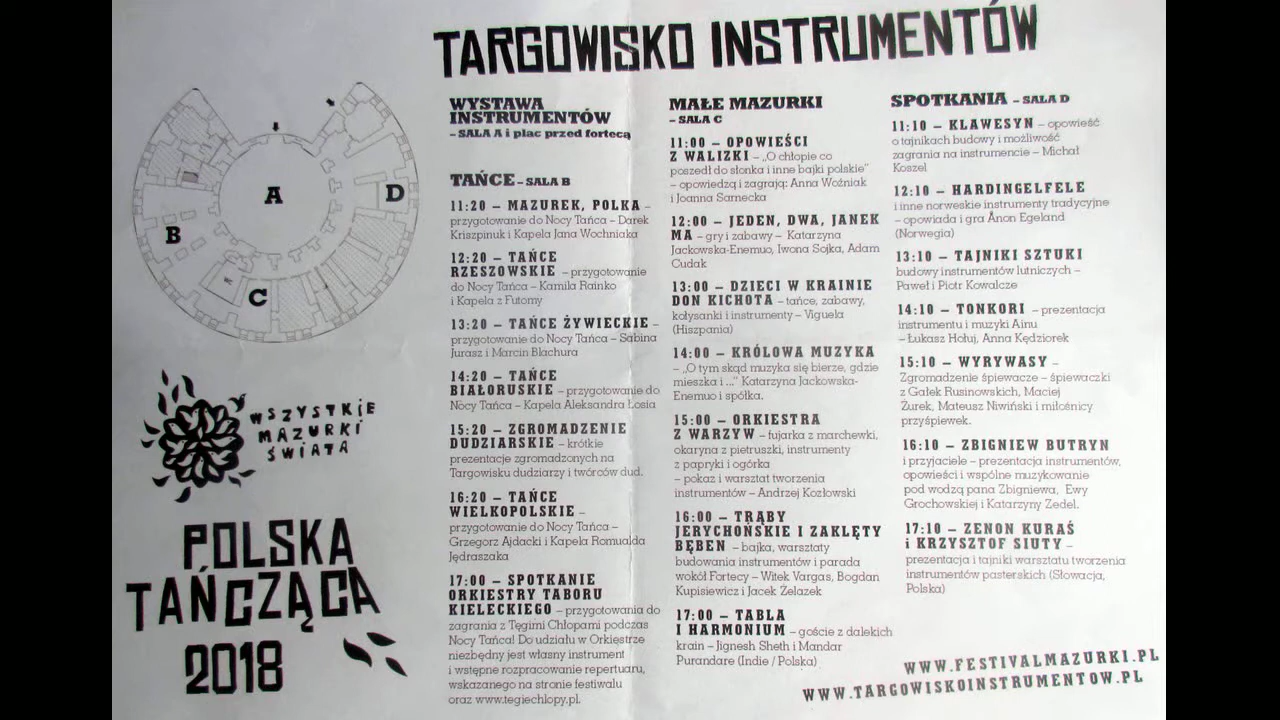 TARGOWISKO INSTRUMENTÓW
A
B
C
D
WSZYSTKIE
MAZURKI
ŚWIATA
POLSKA
TAŃCZĄCA
2018
WYSTAWA
INSTRUMENTÓW
– SALA A i plac przed fortecą
TAŃCE – SALA B
11:20 – MAZUREK, POLKA –
przygotowanie do Nocy Tańca – Darek
Kriszpinuk i Kapela Jana Wochniaka
12:20 – TAŃCE
RZESZOWSKIE – przygotowanie
do Nocy Tańca – Kamila Rainko
i Kapela z Futomy
13:20 – TAŃCE ŻYWIECKIE –
przygotowanie do Nocy Tańca – Sabina
Jurasz i Marcin Blachura
14:20 – TAŃCE
BIAŁORUSKIE – przygotowanie do
Nocy Tańca – Kapela Aleksandra Łosia
15:20 – ZGROMADZENIE
DUDZIARSKIE – krótkie
prezentacje zgromadzonych na
Targowisku dudziarzy i twórców dud.
16:20 – TAŃCE
WIELKOPOLSKIE –
przygotowanie do Nocy Tańca –
Grzegorz Ajdacki i Kapela Romualda
Jędraszaka
17:00 – SPOTKANIE
ORKIESTRY TABORU
KIELECKIEGO – przygotowania do
zagrania z Tęgimi Chłopami podczas
Nocy Tańca! Do udziału w Orkiestrze
niezbędny jest własny instrument
i wstępne rozpracowanie repertuaru,
wskazanego na stronie festiwalu
oraz www.tegiechlopy.pl.
MAŁE MAZURKI
– SALA C
11:00 – OPOWIEŚCI
Z WALIZKI – „O chłopie co
poszedł do słonka i inne bajki polskie”
– opowiedzą i zagrają: Anna Woźniak
i Joanna Sarnecka
12:00 – JEDEN, DWA, JANEK
MA – gry i zabawy – Katarzyna
Jackowska-Enemuo, Iwona Sojka, Adam
Cudak
13:00 – DZIECI W KRAINIE
DON KICHOTA – tańce, zabawy,
kołysanki i instrumenty – Viguela
(Hiszpania)
14:00 – KRÓLOWA MUZYKA
– „O tym skąd muzyka się bierze, gdzie
mieszka i ...” Katarzyna Jackowska-
Enemuo i spółka.
15:00 – ORKIESTRA
Z WARZYW – fujarka z marchewki,
okaryna z pietruszki, instrumenty
z papryki i ogórka
– pokaz i warsztat tworzenia
instrumentów – Andrzej Kozłowski
16:00 – TRĄBY
JERYCHOŃSKIE I ZAKLĘTY
BĘBEN – bajka, warsztaty
budowania instrumentów i parada
wokół Fortecy – Witek Vargas, Bogdan
Kupisiewicz i Jacek Żelazek
17:00 – TABLA
I HARMONIUM – goście z dalekich
krain – Jignesh Sheth i Mandar
Purandare (Indie / Polska)
SPOTKANIA – SALA D
11:10 – KLAWESYN – opowieść
o tajnikach budowy i możliwość
zagrania na instrumencie – Michał
Koszel
12:10 – HARDINGELFELE
i inne norweskie instrumenty tradycyjne
– opowiada i gra Ånon Egeland
(Norwegia)
13:10 – TAJNIKI SZTUKI
budowy instrumentów lutniczych –
Paweł i Piotr Kowalcze
14:10 – TONKORI – prezentacja
instrumentu i muzyki Ainu
– Łukasz Hołuj, Anna Kędziorek
15:10 – WYRYWASY –
Zgromadzenie śpiewacze – śpiewaczki
z Gałek Rusinowskich, Maciej
Żurek, Mateusz Niwiński i miłośnicy
przyśpiewek.
16:10 – ZBIGNIEW BUTRYN
i przyjaciele – prezentacja instrumentów,
opowieści i wspólne muzykowanie
pod wodzą pana Zbigniewa, Ewy
Grochowskiej i Katarzyny Zedel.
17:10 – ZENON KURAŚ
i KRZYSZTOF SIUTY –
prezentacja i tajniki warsztatu tworzenia
instrumentów pasterskich (Słowacja,
Polska)
WWW.FESTIVALMAZURKI.PL
WWW.TARGOWISKOINSTRUMENTOW.PL